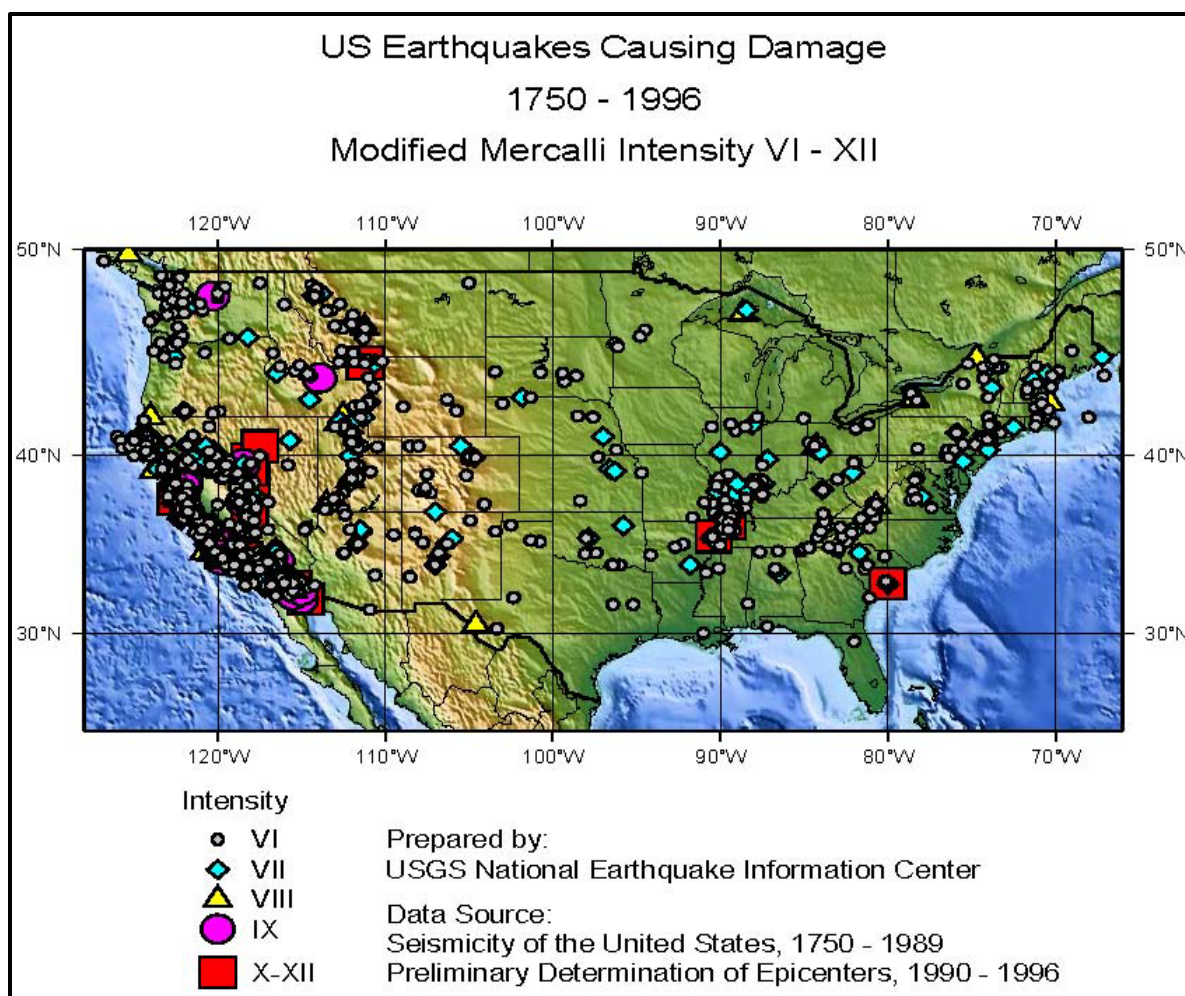 US Earthquakes Causing Damage
1750 - 1996
Modified Mercalli Intensity VI - XII
120°W 110°W 100°W 90°W 80°W 70°W
50°N 50°N
40°N 40°N
30°N 30°N
120°W 110°W 100°W 90°W 80°W 70°W
Intensity
VI
VII
VIII
IX
X-XII
Prepared by:
USGS National Earthquake Information Center
Data Source:
Seismicity of the United States, 1750 - 1989
Preliminary Determination of Epicenters, 1990 - 1996